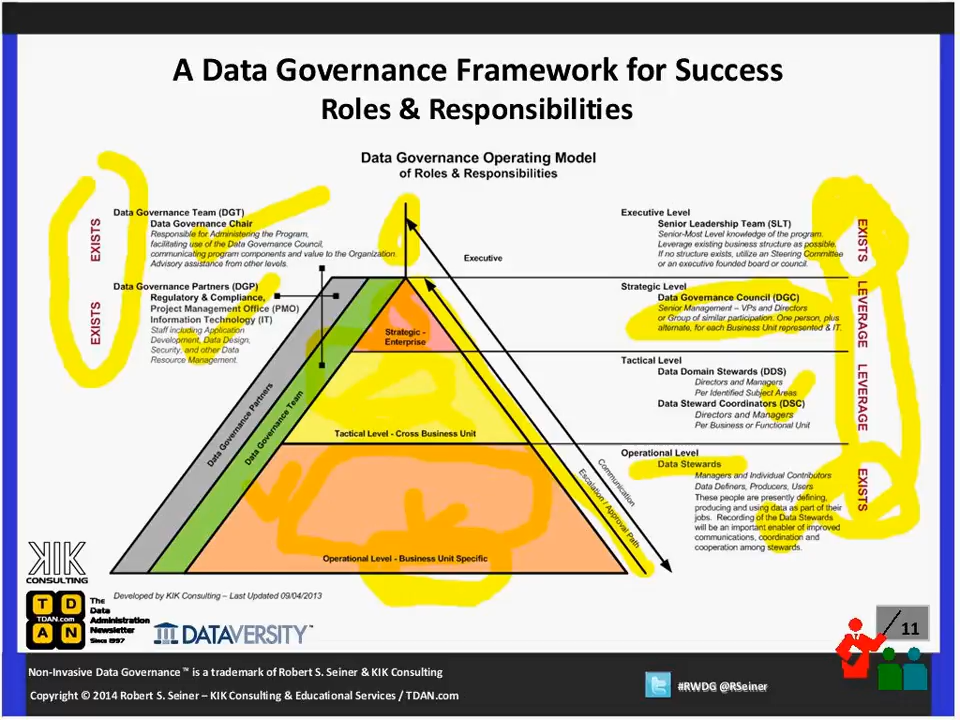 A Data Governance Framework for Success
Roles & Responsibilities
Data Governance Operating Model
of Roles & Responsibilities
EXISTS
Data Governance Team (DGT)
Data Governance Chair
Responsible for Administering the Program,
facilitating use of the Data Governance Council,
communicating program components and value to the Organization.
Advisory assistance from other levels.
EXISTS
Data Governance Partners (DGP)
Regulatory & Compliance,
Project Management Office (PMO)
Information Technology (IT)
Staff including Application
Development, Data Design,
Security, and other Data
Resource Management.
Executive
Strategic -
Enterprise
Tactical Level - Cross Business Unit
Operational Level - Business Unit Specific
Data Governance Partners
Data Governance Team
Communication
Escalation / Approval Path
Executive Level
Senior Leadership Team (SLT)
Senior-Most Level knowledge of the program.
Leverage existing business structure as possible.
If no structure exists, utilize an Steering Committee
or an executive founded board or council.
EXISTS
Strategic Level
Data Governance Council (DGC)
Senior Management – VPs and Directors
or Group of similar participation. One person, plus
alternate, for each Business Unit represented & IT.
LEVERAGE
Tactical Level
Data Domain Stewards (DDS)
Directors and Managers
Per Identified Subject Areas
Data Steward Coordinators (DSC)
Directors and Managers
Per Business or Functional Unit
LEVERAGE
Operational Level
Data Stewards
Managers and Individual Contributors
Data Definers, Producers, Users
These people are presently defining,
producing and using data as part of their
jobs. Recording of the Data Stewards
will be an important enabler of improved
communications, coordination and
cooperation among stewards.
EXISTS
KIK
CONSULTING
Developed by KIK Consulting – Last Updated 09/04/2013
T D
TDAN.com
A N
The
Data
Administration
Newsletter
Since 1997
DATAVERSITY™
11
Non-Invasive Data Governance ™ is a trademark of Robert S. Seiner & KIK Consulting
Copyright © 2014 Robert S. Seiner – KIK Consulting & Educational Services / TDAN.com
#RWDG @RSeiner